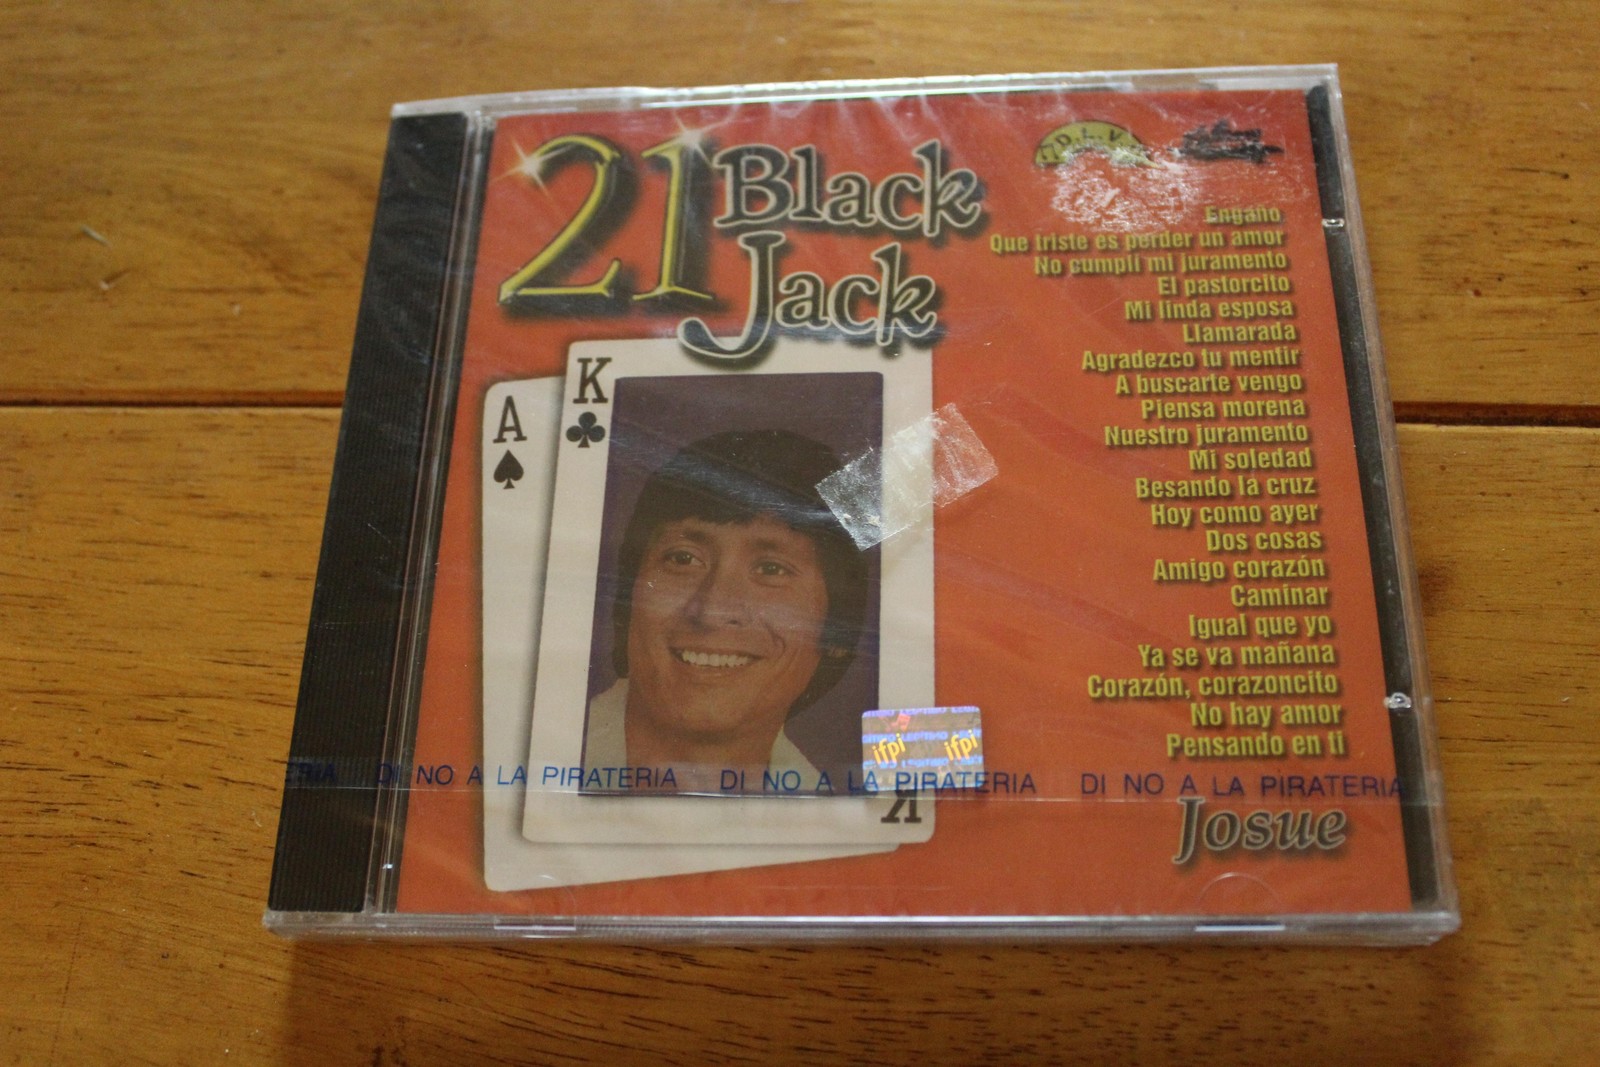 21 Black
Jack
D.L.V.
Engaño
Que triste es perder un amor
No cumplí mi juramento
El pastorcito
Mi linda esposa
Llamarada
Agradezco tu mentir
A buscarte vengo
Piensa morena
Nuestro juramento
Mi soledad
Besando la cruz
Hoy como ayer
Dos cosas
Amigo corazón
Caminar
Igual que yo
Ya se va mañana
Corazón, corazoncito
No hay amor
Pensando en ti
Josue
K
A
LEGITIMO
ifpi ifpi
ERIA DI NO A LA PIRATERIA DI NO A LA PIRATERIA DI NO A LA PIRATERIA
K